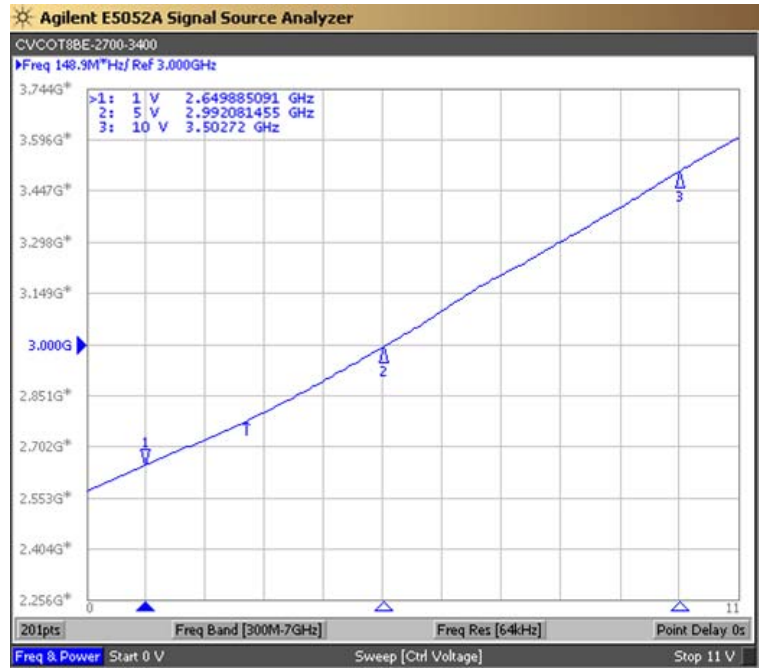 Agilent E5052A Signal Source Analyzer
CVCOT8BE-2700-3400
▶Freq 148.9M*Hz/ Ref 3.000GHz
3.744G*
>1: 1 V 2.649885091 GHz
2: 5 V 2.992081455 GHz
3: 10 V 3.50272 GHz
3.596G*
3.447G*
3
3.298G*
3.149G*
3.000G
2
2.851G*
1
2.702G*
2.553G*
2.404G*
2.256G*
0 11
201pts Freq Band [300M-7GHz] Freq Res [64kHz] Point Delay 0s
Freq & Power Start 0 V Sweep [Ctrl Voltage] Stop 11 V